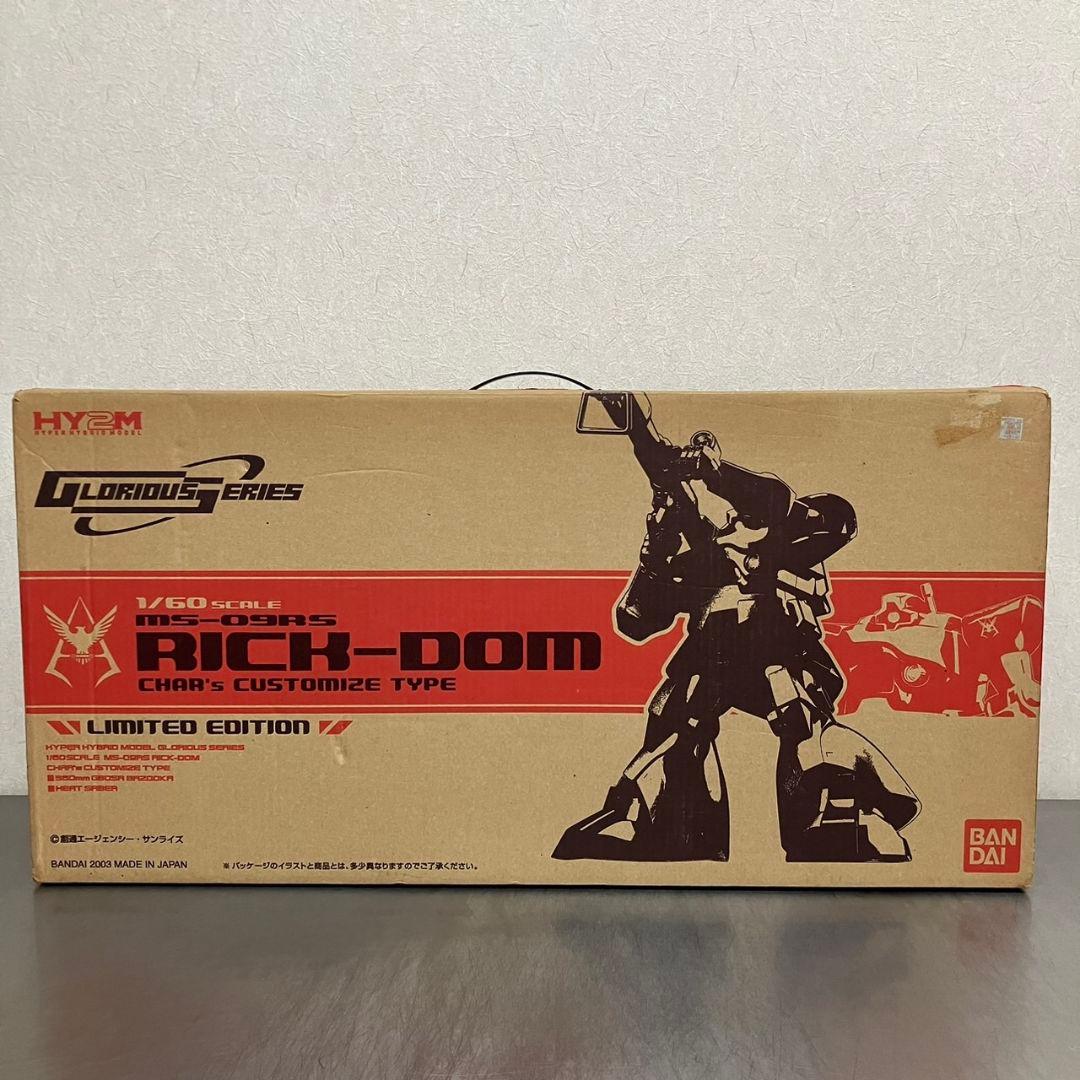 HY2M
HYPER HYBRID MODEL
GLORIOUS SERIES
1/60 SCALE
MS-09RS
RICK-DOM
CHAR's CUSTOMIZE TYPE
LIMITED EDITION
HYPER HYBRID MODEL GLORIOUS SERIES
1/60SCALE MS-09RS RICK-DOM
CHAR's CUSTOMIZE TYPE
■360mm GIGOSA BAZOOKA
■HEAT SABER
©創通エージェンシー・サンライズ
BANDAI 2003 MADE IN JAPAN
※パッケージのイラストと商品とは、多少異なりますのでご了承ください。
BAN
DAI